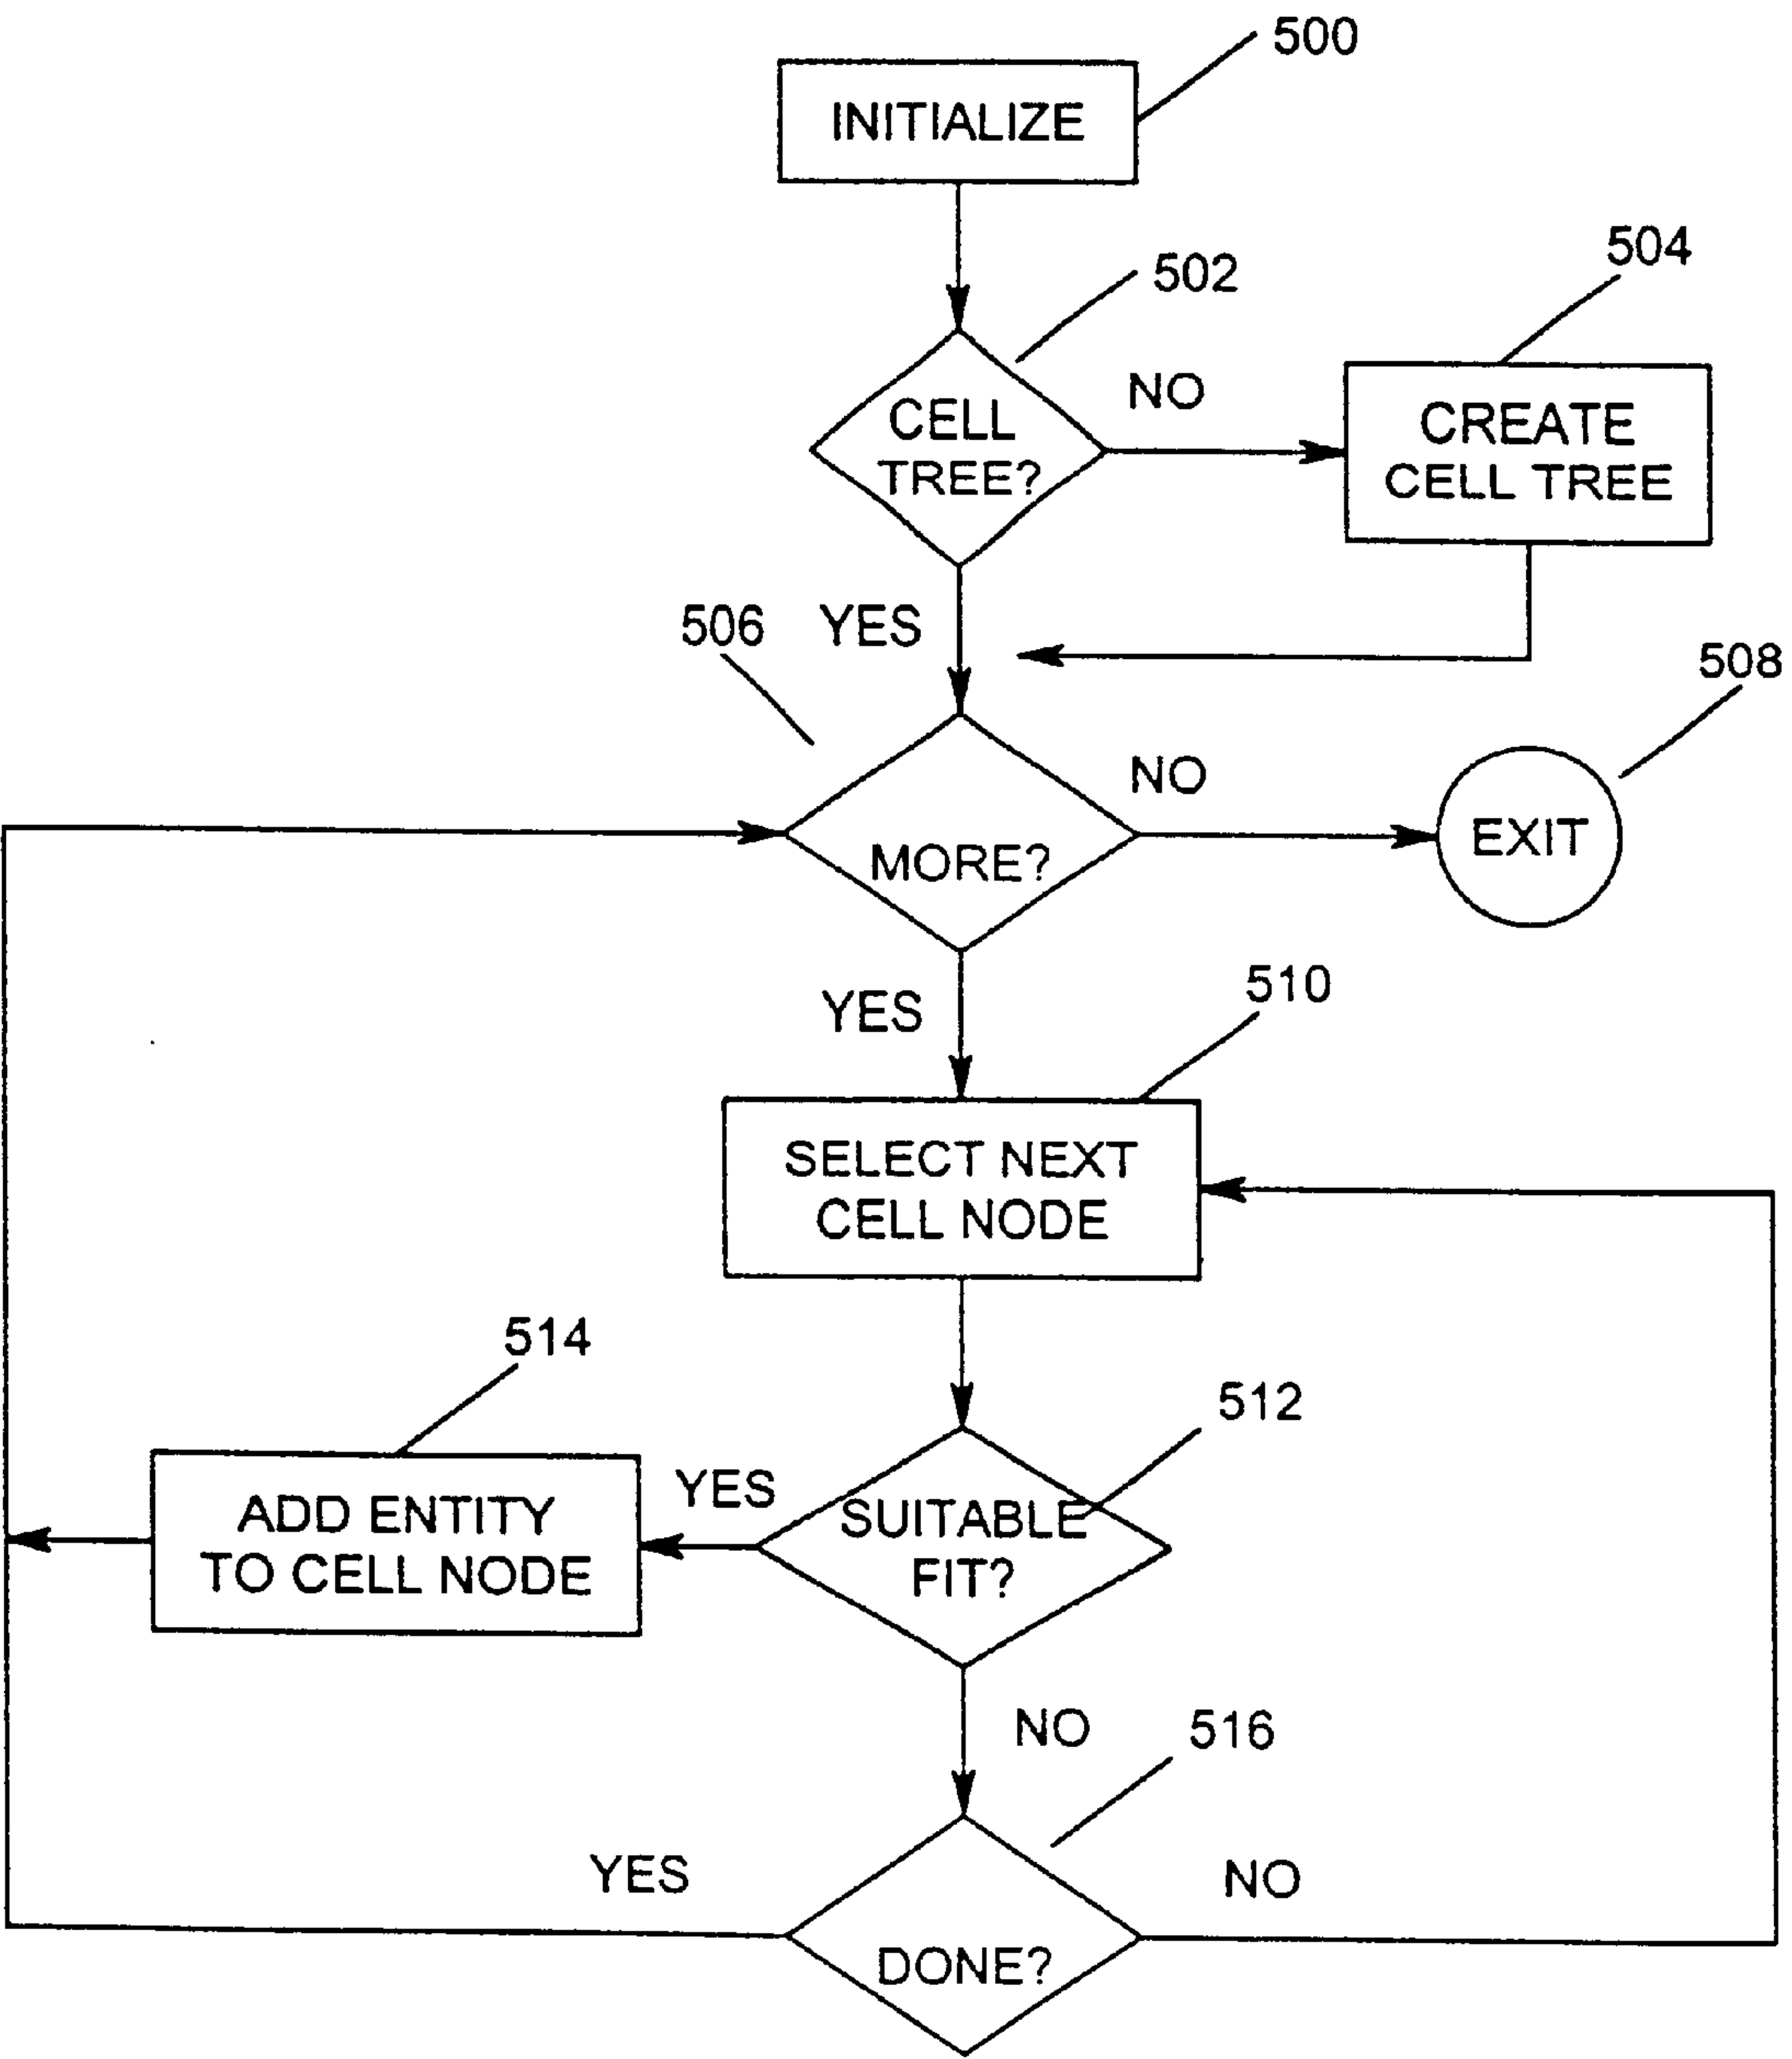 500
INITIALIZE
502
504
NO
CELL
TREE?
CREATE
CELL TREE
506
YES
508
NO
MORE?
EXIT
YES
510
SELECT NEXT
CELL NODE
514
512
YES
ADD ENTITY
TO CELL NODE
SUITABLE
FIT?
NO
516
YES
NO
DONE?